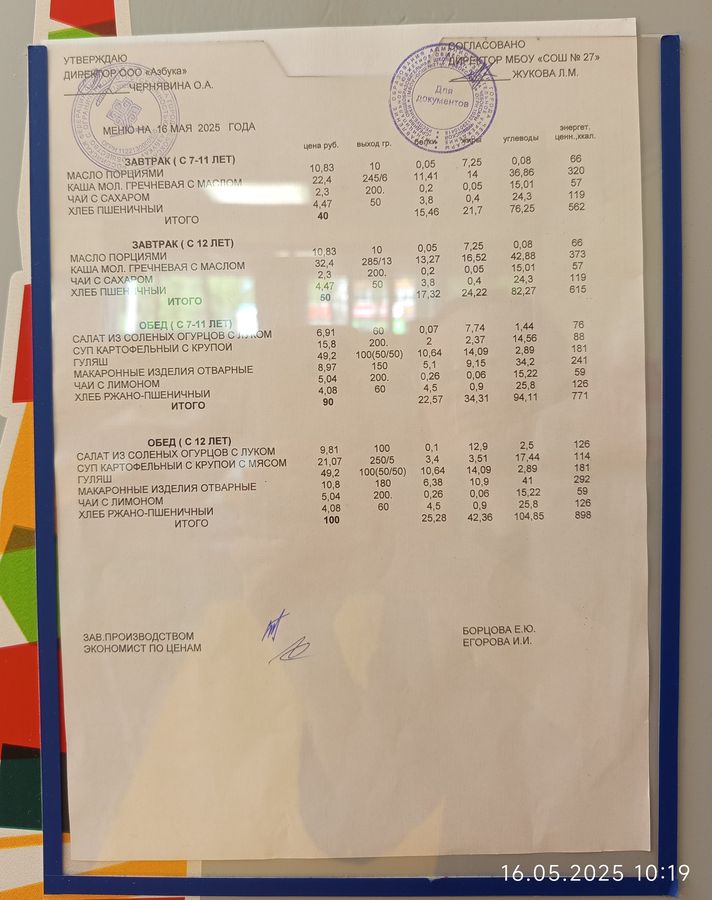 УТВЕРЖДАЮ
ДИРЕКТОР ООО «Азбука»
ЧЕРНЯВИНА О.А.
СОГЛАСОВАНО
ДИРЕКТОР МБОУ «СОШ № 27»
ЖУКОВА Л.М.
Для документов
МЕНЮ НА 16 МАЯ 2025 ГОДА
цена руб. выход гр. белки жиры углеводы энергет. ценн.,ккал.
ЗАВТРАК ( С 7-11 ЛЕТ)
МАСЛО ПОРЦИЯМИ 10,83 10 0,05 7,25 0,08 66
КАША МОЛ. ГРЕЧНЕВАЯ С МАСЛОМ 22,4 245/6 11,41 14 36,86 320
ЧАЙ С САХАРОМ 2,3 200. 0,2 0,05 15,01 57
ХЛЕБ ПШЕНИЧНЫЙ 4,47 50 3,8 0,4 24,3 119
ИТОГО 40 15,46 21,7 76,25 562
ЗАВТРАК ( С 12 ЛЕТ)
МАСЛО ПОРЦИЯМИ 10,83 10 0,05 7,25 0,08 66
КАША МОЛ. ГРЕЧНЕВАЯ С МАСЛОМ 32,4 285/13 13,27 16,52 42,88 373
ЧАЙ С САХАРОМ 2,3 200. 0,2 0,05 15,01 57
ХЛЕБ ПШЕНИЧНЫЙ 4,47 50 3,8 0,4 24,3 119
ИТОГО 50 17,32 24,22 82,27 615
ОБЕД ( С 7-11 ЛЕТ)
САЛАТ ИЗ СОЛЕНЫХ ОГУРЦОВ С ЛУКОМ 6,91 60 0,07 7,74 1,44 76
СУП КАРТОФЕЛЬНЫЙ С КРУПОЙ 15,8 200. 2 2,37 14,56 88
ГУЛЯШ 49,2 100(50/50) 10,64 14,09 2,89 181
МАКАРОННЫЕ ИЗДЕЛИЯ ОТВАРНЫЕ 8,97 150 5,1 9,15 34,2 241
ЧАЙ С ЛИМОНОМ 5,04 200. 0,26 0,06 15,22 59
ХЛЕБ РЖАНО-ПШЕНИЧНЫЙ 4,08 60 4,5 0,9 25,8 126
ИТОГО 90 22,57 34,31 94,11 771
ОБЕД ( С 12 ЛЕТ)
САЛАТ ИЗ СОЛЕНЫХ ОГУРЦОВ С ЛУКОМ 9,81 100 0,1 12,9 2,5 126
СУП КАРТОФЕЛЬНЫЙ С КРУПОЙ С МЯСОМ 21,07 250/5 3,4 3,51 17,44 114
ГУЛЯШ 49,2 100(50/50) 10,64 14,09 2,89 181
МАКАРОННЫЕ ИЗДЕЛИЯ ОТВАРНЫЕ 10,8 180 6,38 10,9 41 292
ЧАЙ С ЛИМОНОМ 5,04 200. 0,26 0,06 15,22 59
ХЛЕБ РЖАНО-ПШЕНИЧНЫЙ 4,08 60 4,5 0,9 25,8 126
ИТОГО 100 25,28 42,36 104,85 898
ЗАВ.ПРОИЗВОДСТВОМ БОРЦОВА Е.Ю.
ЭКОНОМИСТ ПО ЦЕНАМ ЕГОРОВА И.И.
16.05.2025 10:19